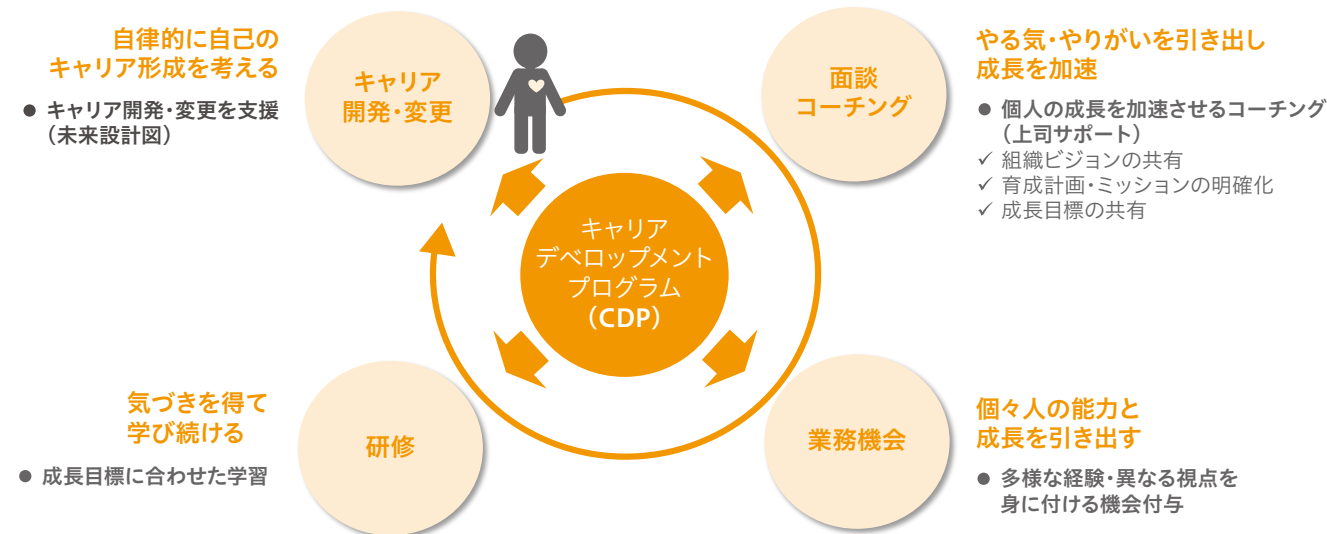 自律的に自己の
キャリア形成を考える
● キャリア開発・変更を支援
（未来設計図）
キャリア
開発・変更
面談
コーチング
やる気・やりがいを引き出し
成長を加速
● 個人の成長を加速させるコーチング
（上司サポート）
✓ 組織ビジョンの共有
✓ 育成計画・ミッションの明確化
✓ 成長目標の共有
キャリア
デベロップメント
プログラム
（CDP）
気づきを得て
学び続ける
● 成長目標に合わせた学習
研修
業務機会
個々人の能力と
成長を引き出す
● 多様な経験・異なる視点を
身に付ける機会付与